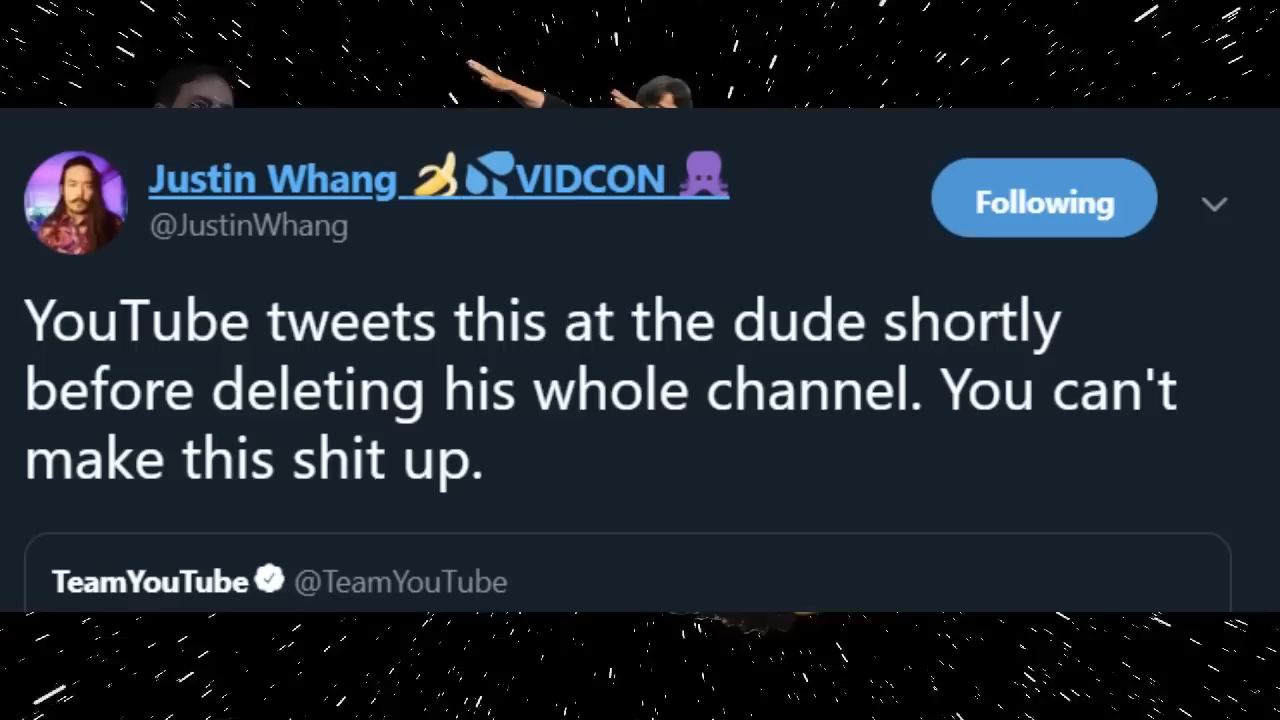 Justin Whang 🍌💦VIDCON 🐙
@JustinWhang
Following
YouTube tweets this at the dude shortly
before deleting his whole channel. You can't
make this shit up.
TeamYouTube @TeamYouTube